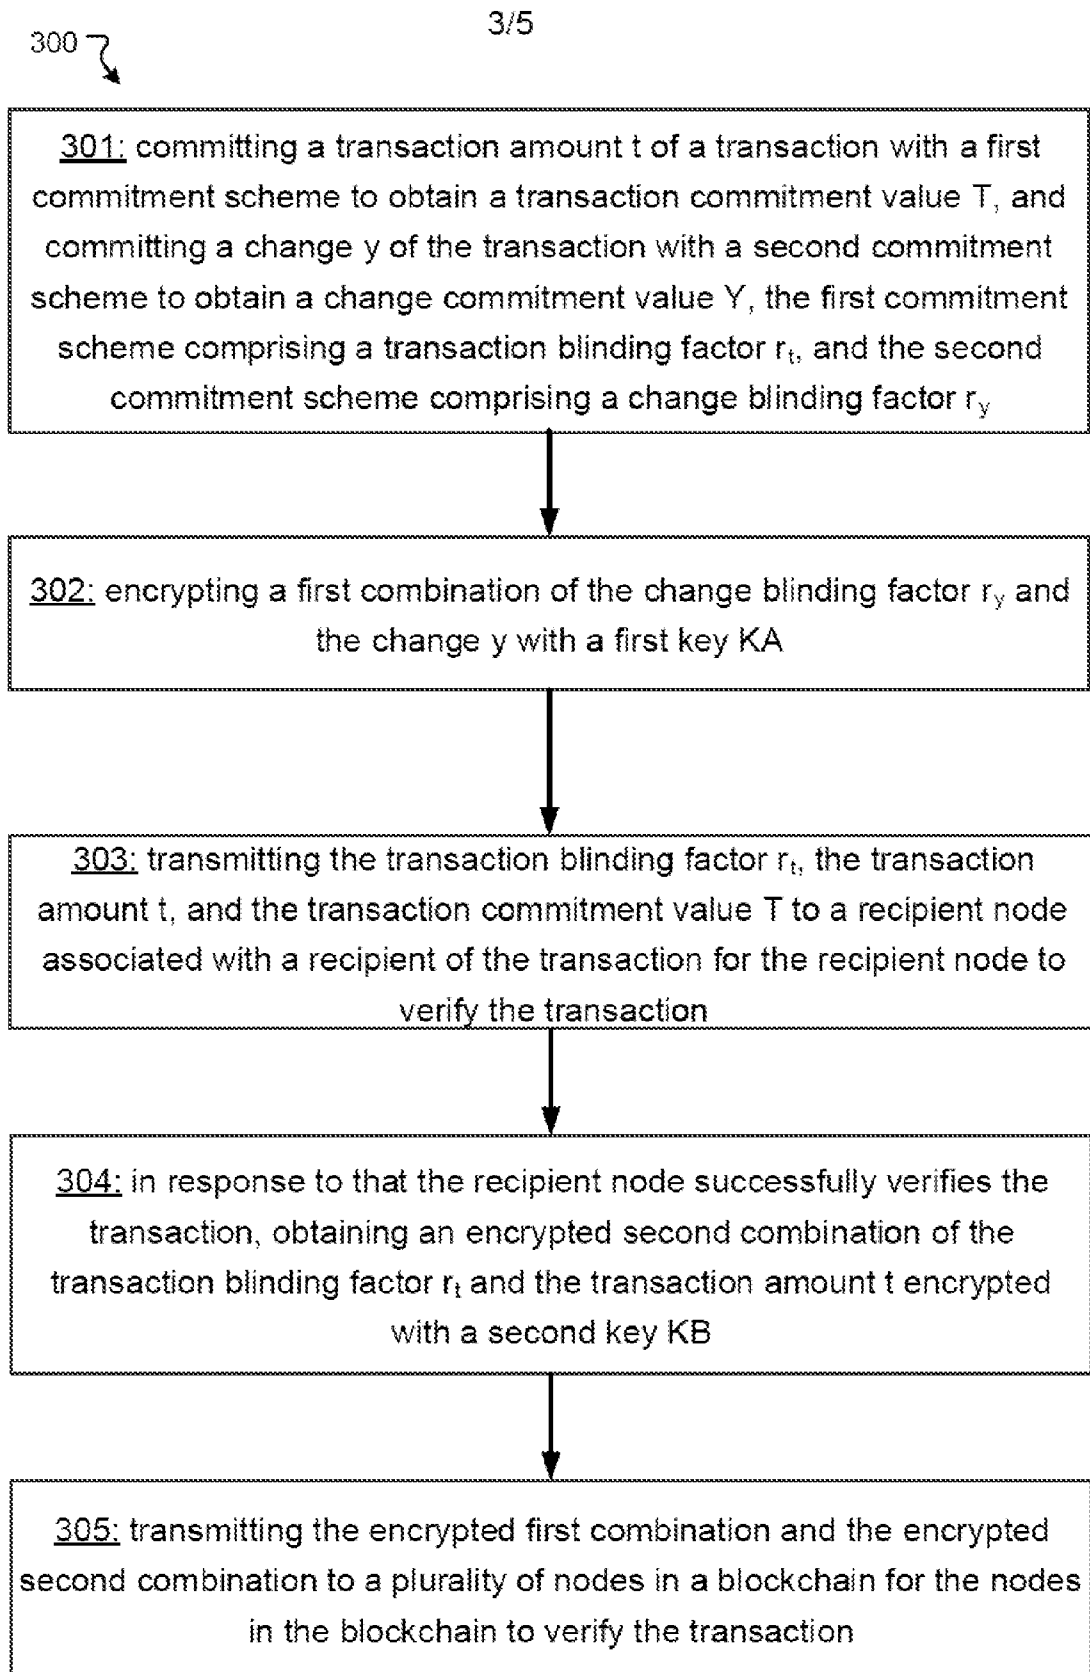 3/5
300
301: committing a transaction amount t of a transaction with a first
commitment scheme to obtain a transaction commitment value T, and
committing a change y of the transaction with a second commitment
scheme to obtain a change commitment value Y, the first commitment
scheme comprising a transaction blinding factor rₜ, and the second
commitment scheme comprising a change blinding factor r_y
302: encrypting a first combination of the change blinding factor r_y and
the change y with a first key KA
303: transmitting the transaction blinding factor rₜ, the transaction
amount t, and the transaction commitment value T to a recipient node
associated with a recipient of the transaction for the recipient node to
verify the transaction
304: in response to that the recipient node successfully verifies the
transaction, obtaining an encrypted second combination of the
transaction blinding factor rₜ and the transaction amount t encrypted
with a second key KB
305: transmitting the encrypted first combination and the encrypted
second combination to a plurality of nodes in a blockchain for the nodes
in the blockchain to verify the transaction